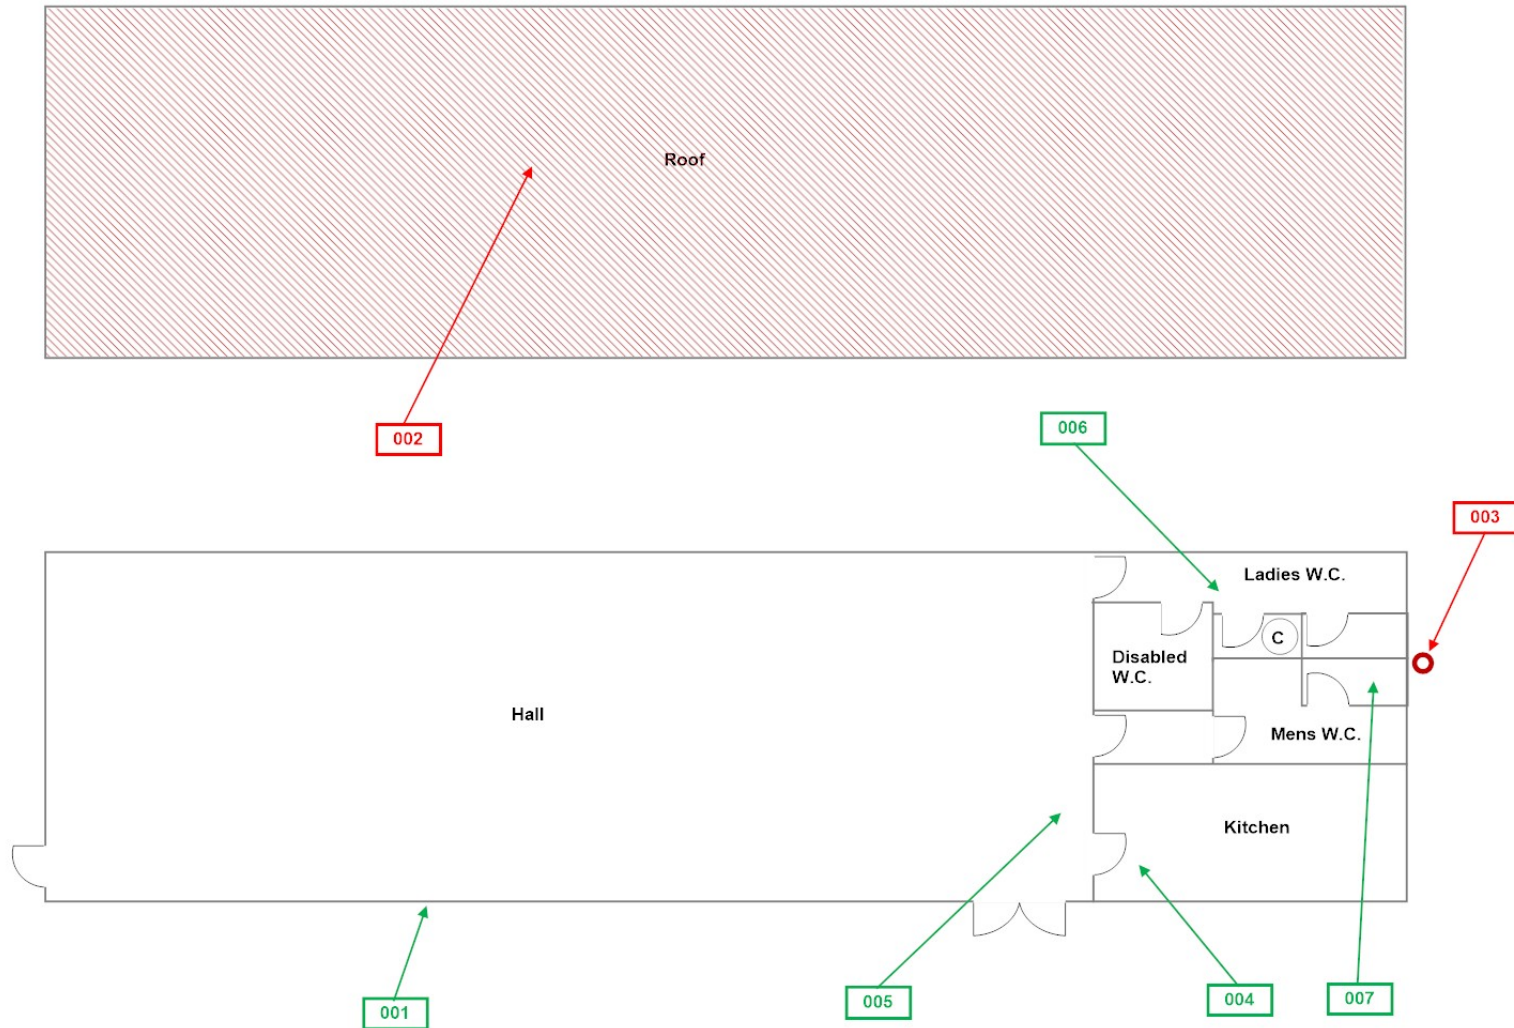 Roof
002
006
003
Ladies W.C.
C
Disabled
W.C.
Hall
Mens W.C.
Kitchen
001
005
004
007